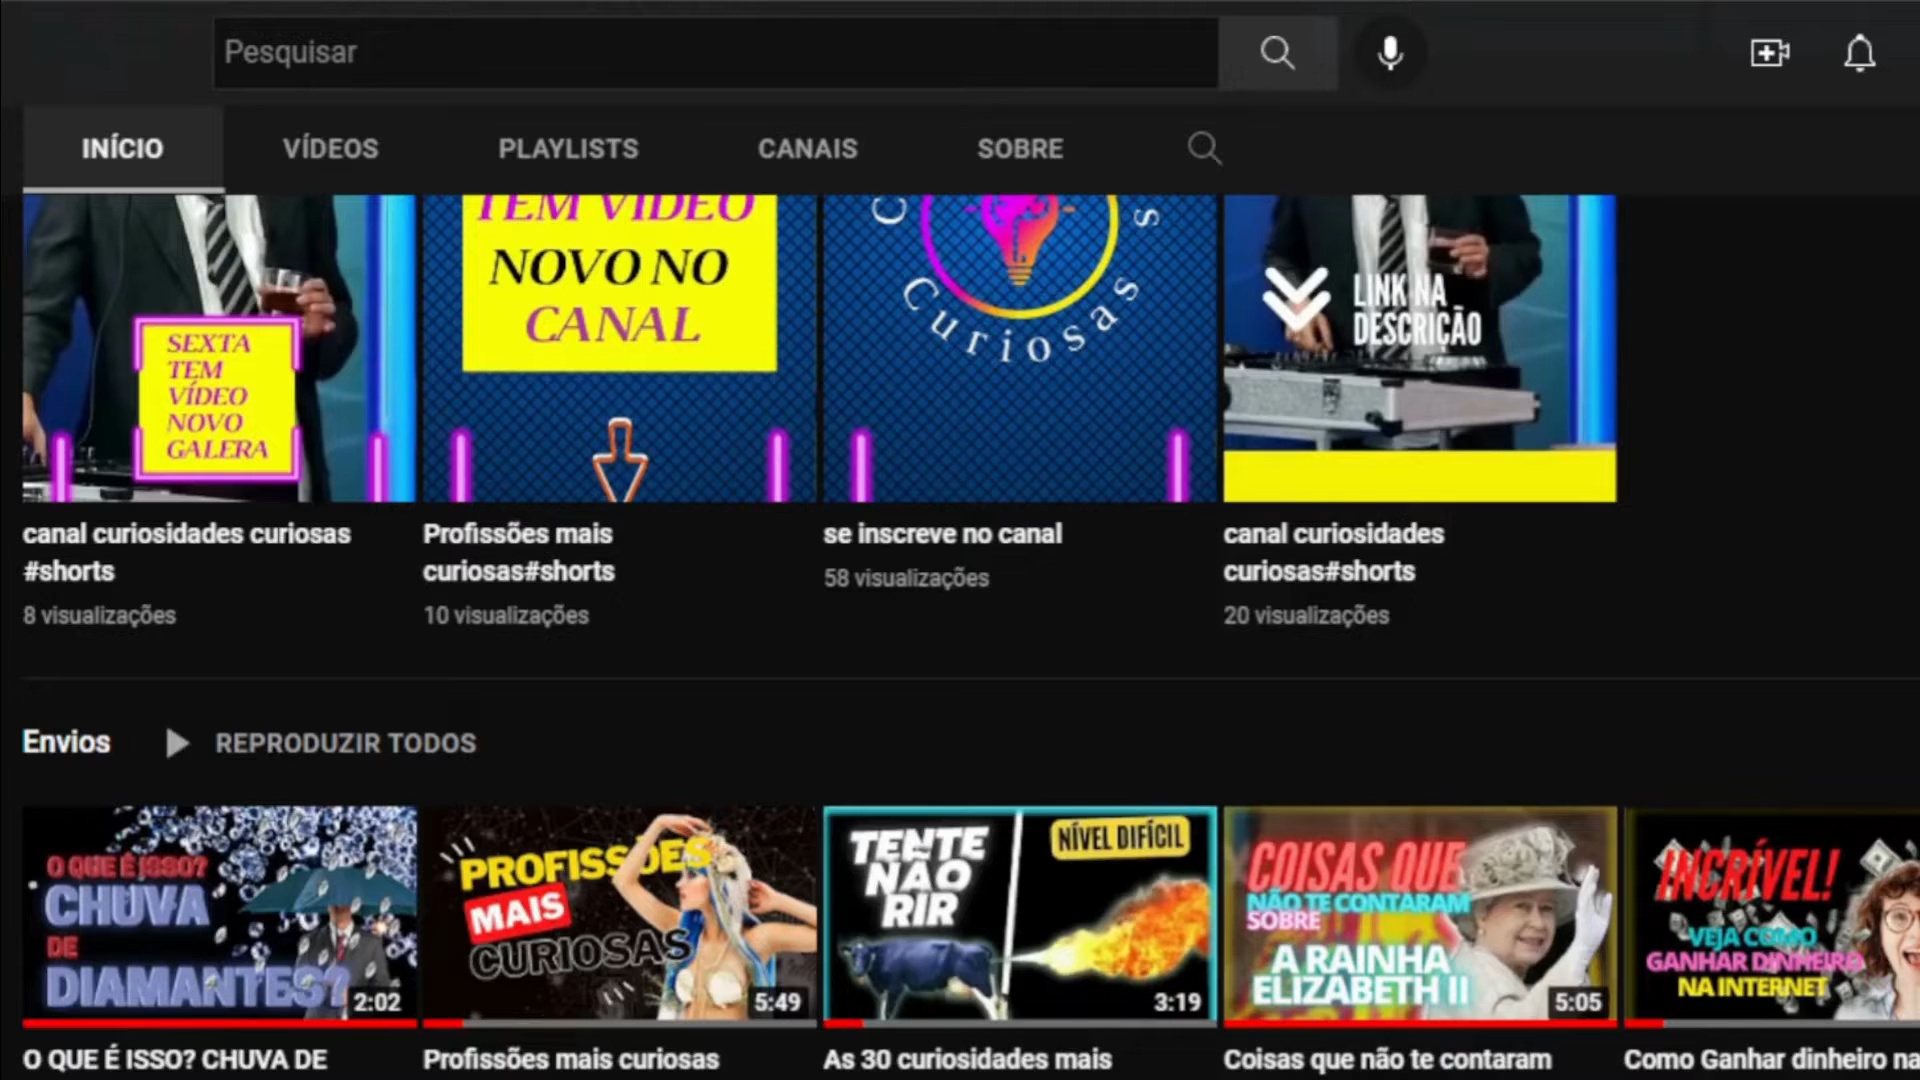 Pesquisar
INÍCIO VÍDEOS PLAYLISTS CANAIS SOBRE
SEXTA
TEM
VÍDEO
NOVO
GALERA
TEM VÍDEO
NOVO NO
CANAL
Curiosas
LINK NA
DESCRIÇÃO
canal curiosidades curiosas
#shorts
8 visualizações
Profissões mais
curiosas#shorts
10 visualizações
se inscreve no canal
58 visualizações
canal curiosidades
curiosas#shorts
20 visualizações
Envios REPRODUZIR TODOS
O QUE É ISSO?
CHUVA
DE
DIAMANTES?
2:02
PROFISSÕES
MAIS
CURIOSAS
5:49
TENTE
NÃO
RIR
NÍVEL DIFÍCIL
3:19
COISAS QUE
NÃO TE CONTARAM
SOBRE
A RAINHA
ELIZABETH II
5:05
INCRÍVEL!
VEJA COMO
GANHAR DINHEIRO
NA INTERNET
O QUE É ISSO? CHUVA DE
Profissões mais curiosas
As 30 curiosidades mais
Coisas que não te contaram
Como Ganhar dinheiro na